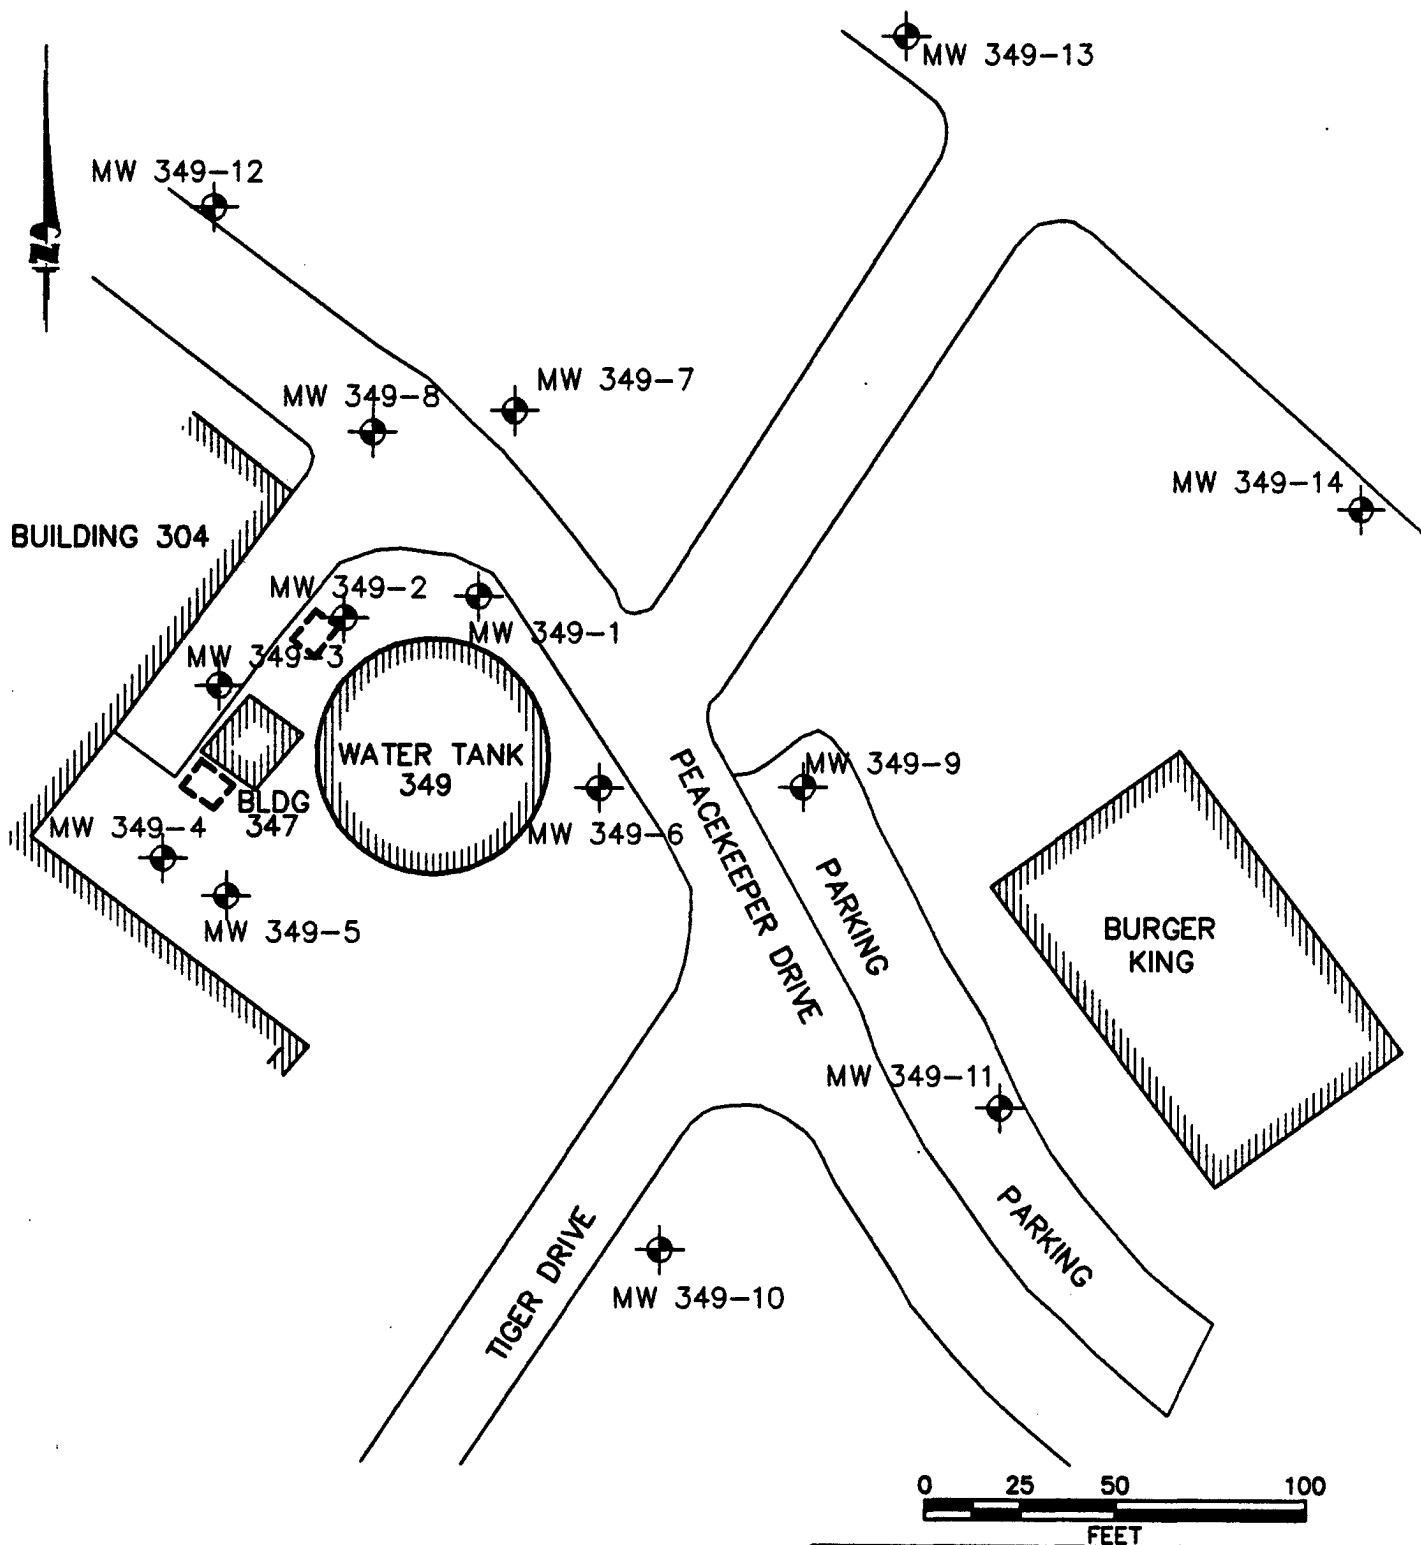 MW 349-13
MW 349-12
N
MW 349-7
MW 349-8
MW 349-14
BUILDING 304
MW 349-2
MW 349-1
MW 349-3
WATER TANK
349
PEACEKEEPER DRIVE
MW 349-9
BLDG
347
MW 349-4
MW 349-6
PARKING
MW 349-5
BURGER
KING
MW 349-11
PARKING
TIGER DRIVE
MW 349-10
0 25 50 100
FEET